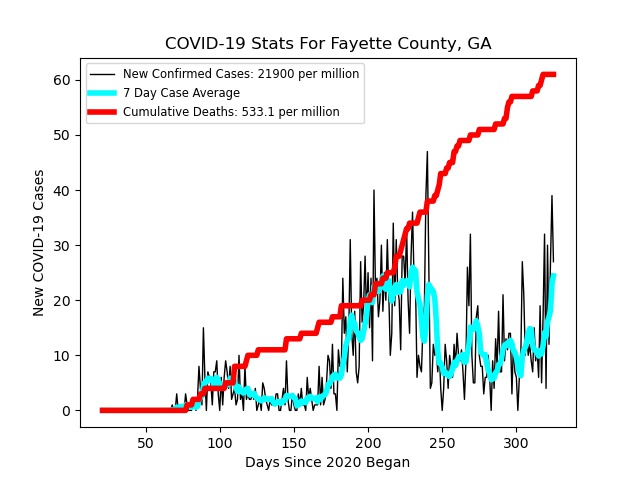 COVID-19 Stats For Fayette County, GA
New Confirmed Cases: 21900 per million
7 Day Case Average
Cumulative Deaths: 533.1 per million
New COVID-19 Cases
60
50
40
30
20
10
0
50
100
150
200
250
300
Days Since 2020 Began